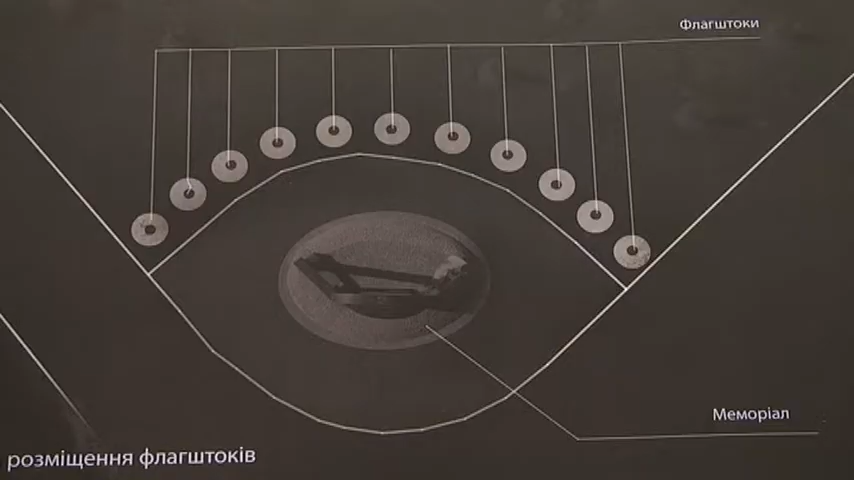 Флагштоки
Меморіал
розміщення флагштоків